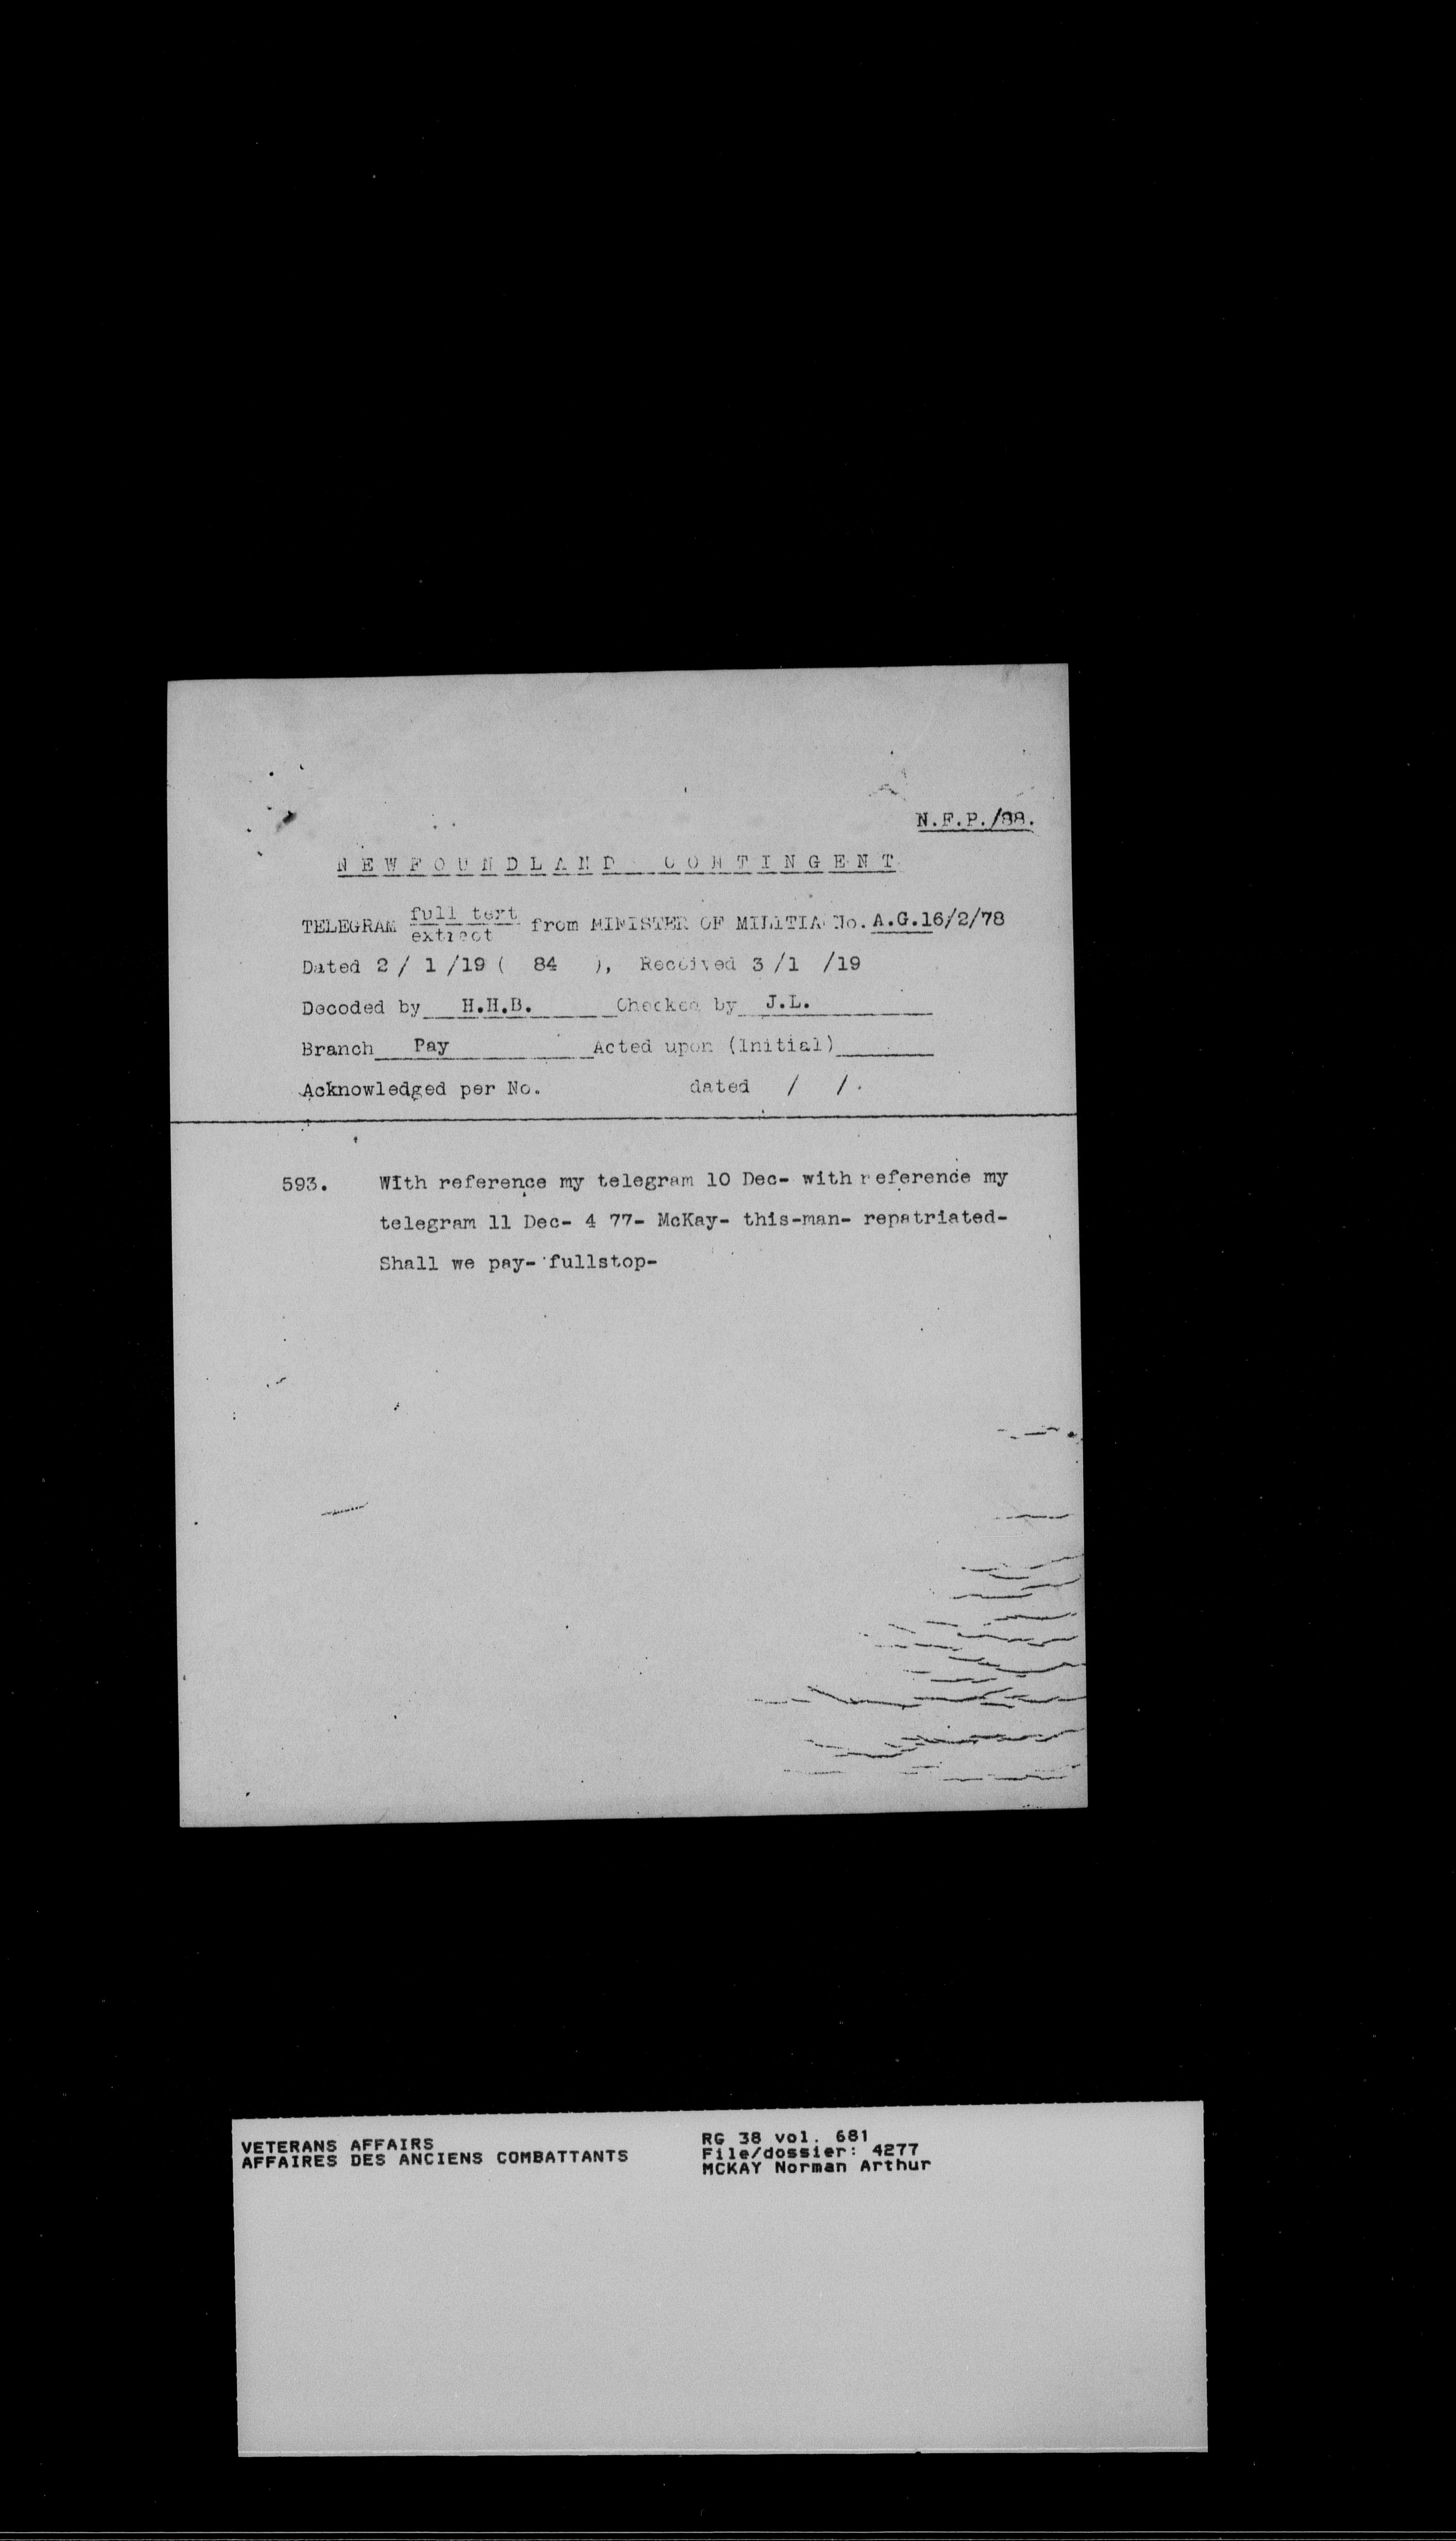 N.F.P./88.
NEWFOUNDLAND CONTINGENT
TELEGRAM full text extract from MINISTER OF MILITIA No. A.G.16/2/78
Dated 2 / 1 /19 ( 84 ), Received 3 /1 /19
Decoded by H.H.B. Checked by J.L.
Branch Pay Acted upon (Initial)
Acknowledged per No. dated / /.
593. WIth reference my telegram 10 Dec- with reference my
telegram 11 Dec- 4 77- McKay- this-man- repatriated-
Shall we pay- fullstop-
VETERANS AFFAIRS
AFFAIRES DES ANCIENS COMBATTANTS
RG 38 vol. 681
File/dossier: 4277
MCKAY Norman Arthur